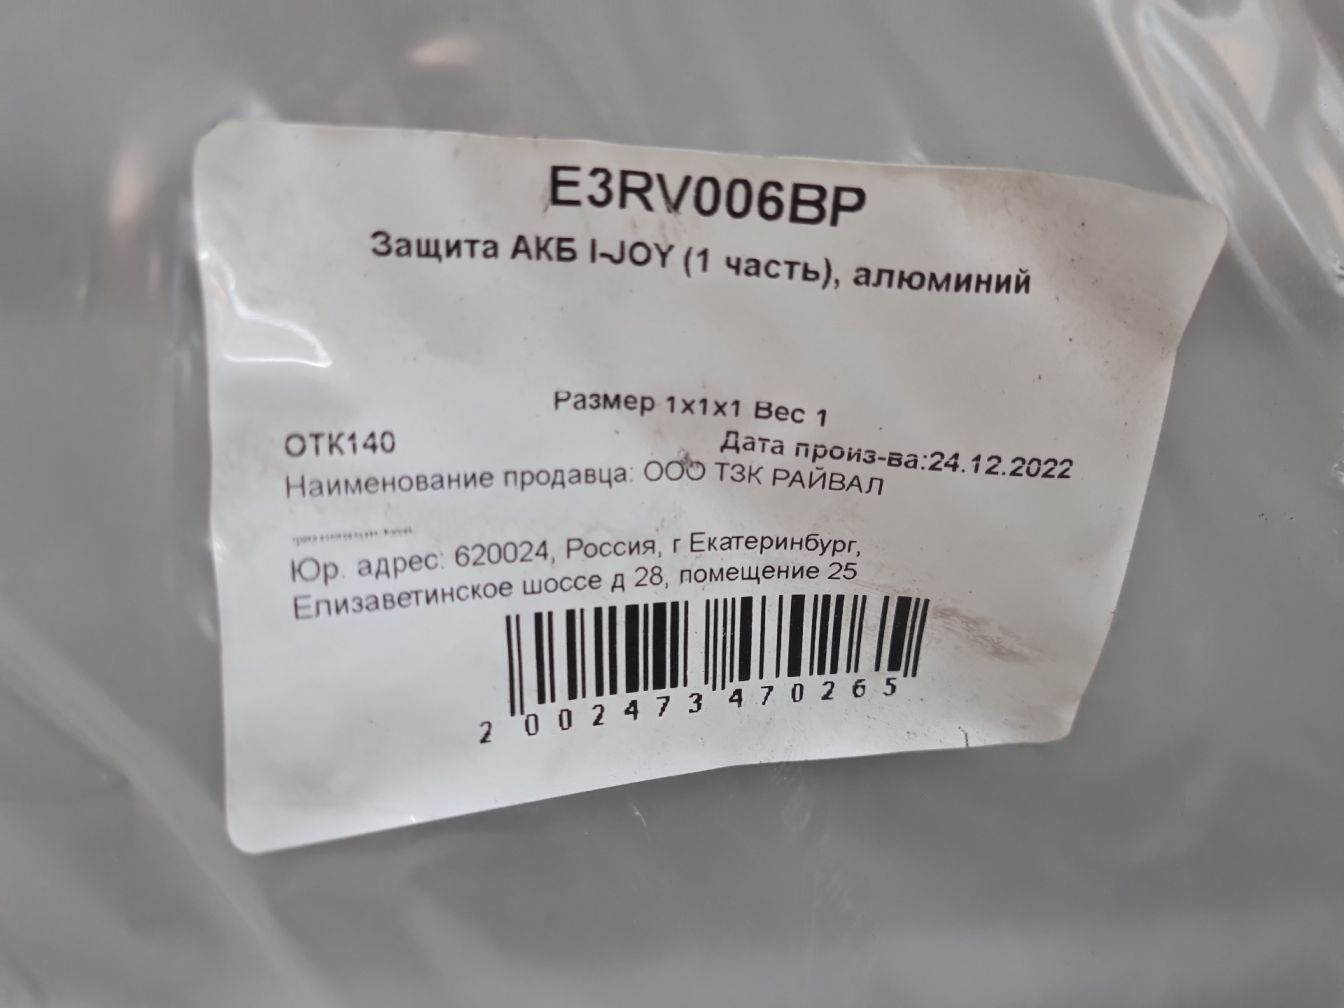 E3RV006BP
Защита АКБ I-JOY (1 часть), алюминий
Размер 1x1x1 Вес 1
ОТК140
Дата произ-ва:24.12.2022
Наименование продавца: ООО ТЗК РАЙВАЛ
Юр. адрес: 620024, Россия, г Екатеринбург,
Елизаветинское шоссе д 28, помещение 25
2 002473 470265